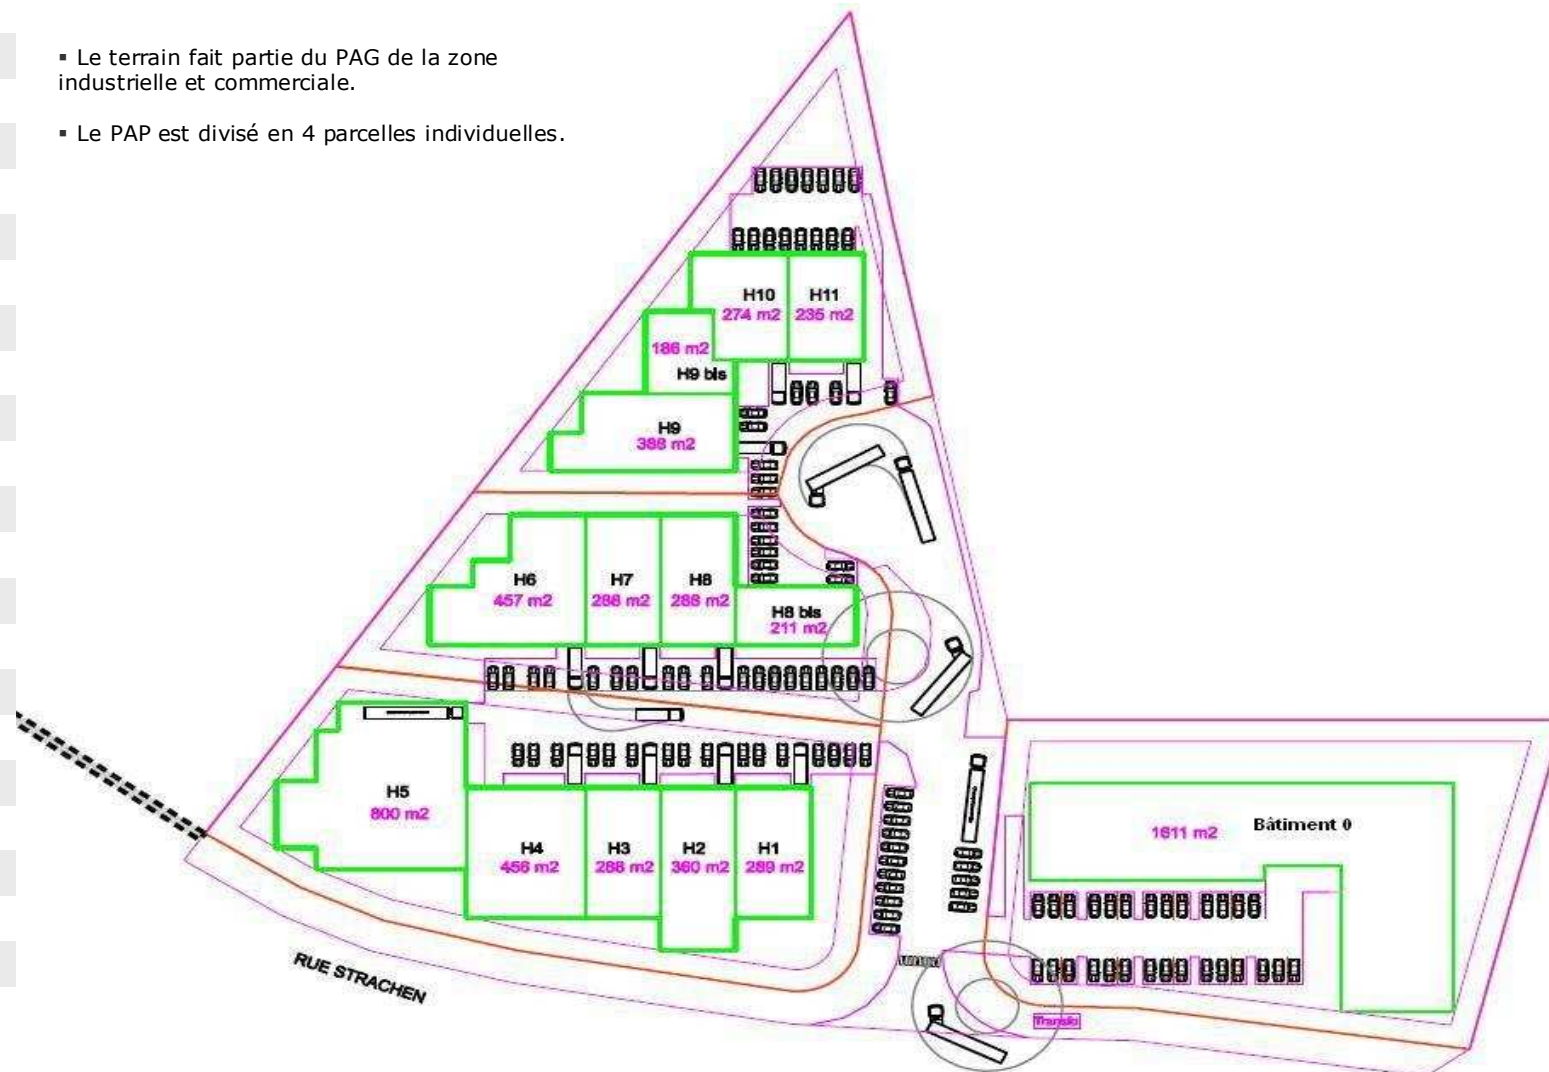 ▪ Le terrain fait partie du PAG de la zone
industrielle et commerciale.
▪ Le PAP est divisé en 4 parcelles individuelles.
H10
274 m2
H11
235 m2
186 m2
H9 bis
H9
388 m2
H6
457 m2
H7
288 m2
H8
288 m2
H8 bis
211 m2
H5
800 m2
H4
456 m2
H3
288 m2
H2
360 m2
H1
289 m2
1611 m2
Bâtiment 0
RUE STRACHEN
Transfo